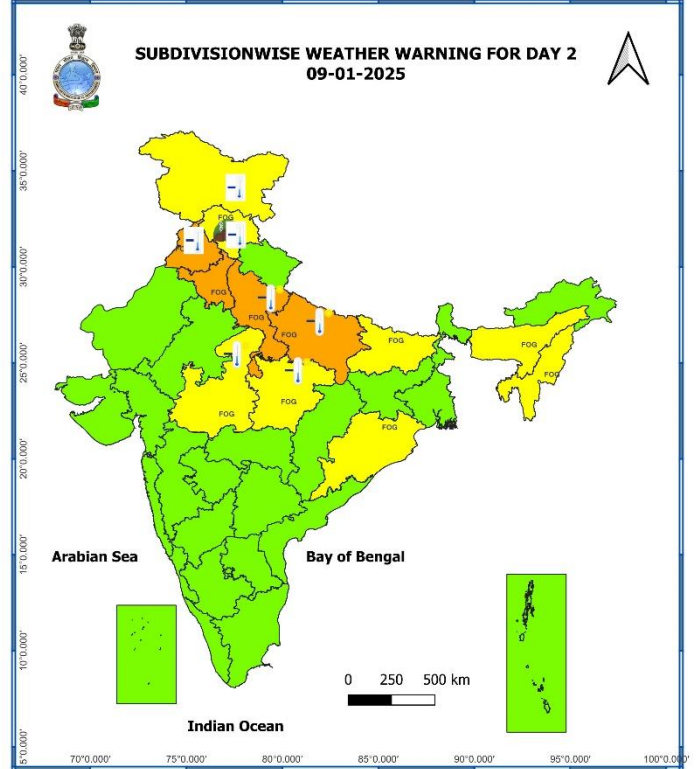 SUBDIVISIONWISE WEATHER WARNING FOR DAY 2
09-01-2025
40°0.000'
35°0.000'
FOG
30°0.000'
FOG
FOG
FOG
FOG
FOG
25°0.000'
FOG
FOG
FOG
FOG
20°0.000'
15°0.000'
Arabian Sea
Bay of Bengal
10°0.000'
0 250 500 km
Indian Ocean
5°0.000'
70°0.000' 75°0.000' 80°0.000' 85°0.000' 90°0.000' 95°0.000' 100°0.000'